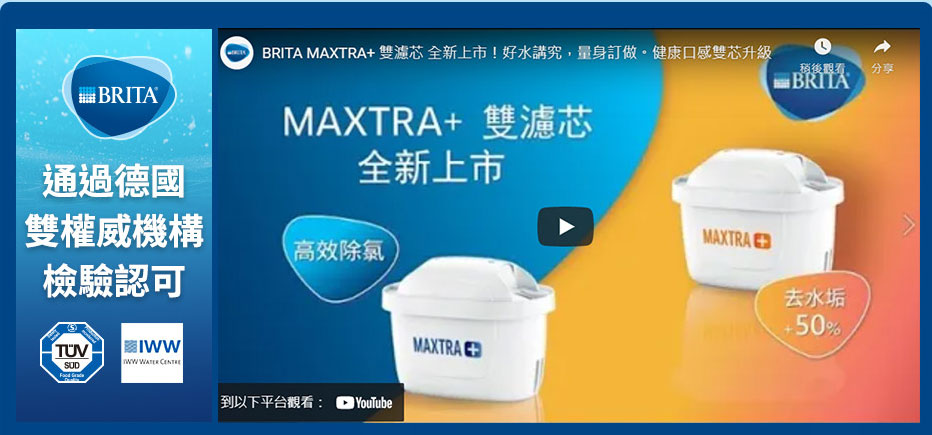 BRITA
通過德國
雙權威機構
檢驗認可
TÜV
SÜD
Food Grade
Quality
IWW
IWW WATER CENTRE
BRITA MAXTRA+ 雙濾芯 全新上市！好水講究，量身訂做。健康口感雙芯升級
稍後觀看
分享
BRITA
MAXTRA+ 雙濾芯
全新上市
高效除氯
MAXTRA+
MAXTRA+
去水垢
+50%
到以下平台觀看：
YouTube